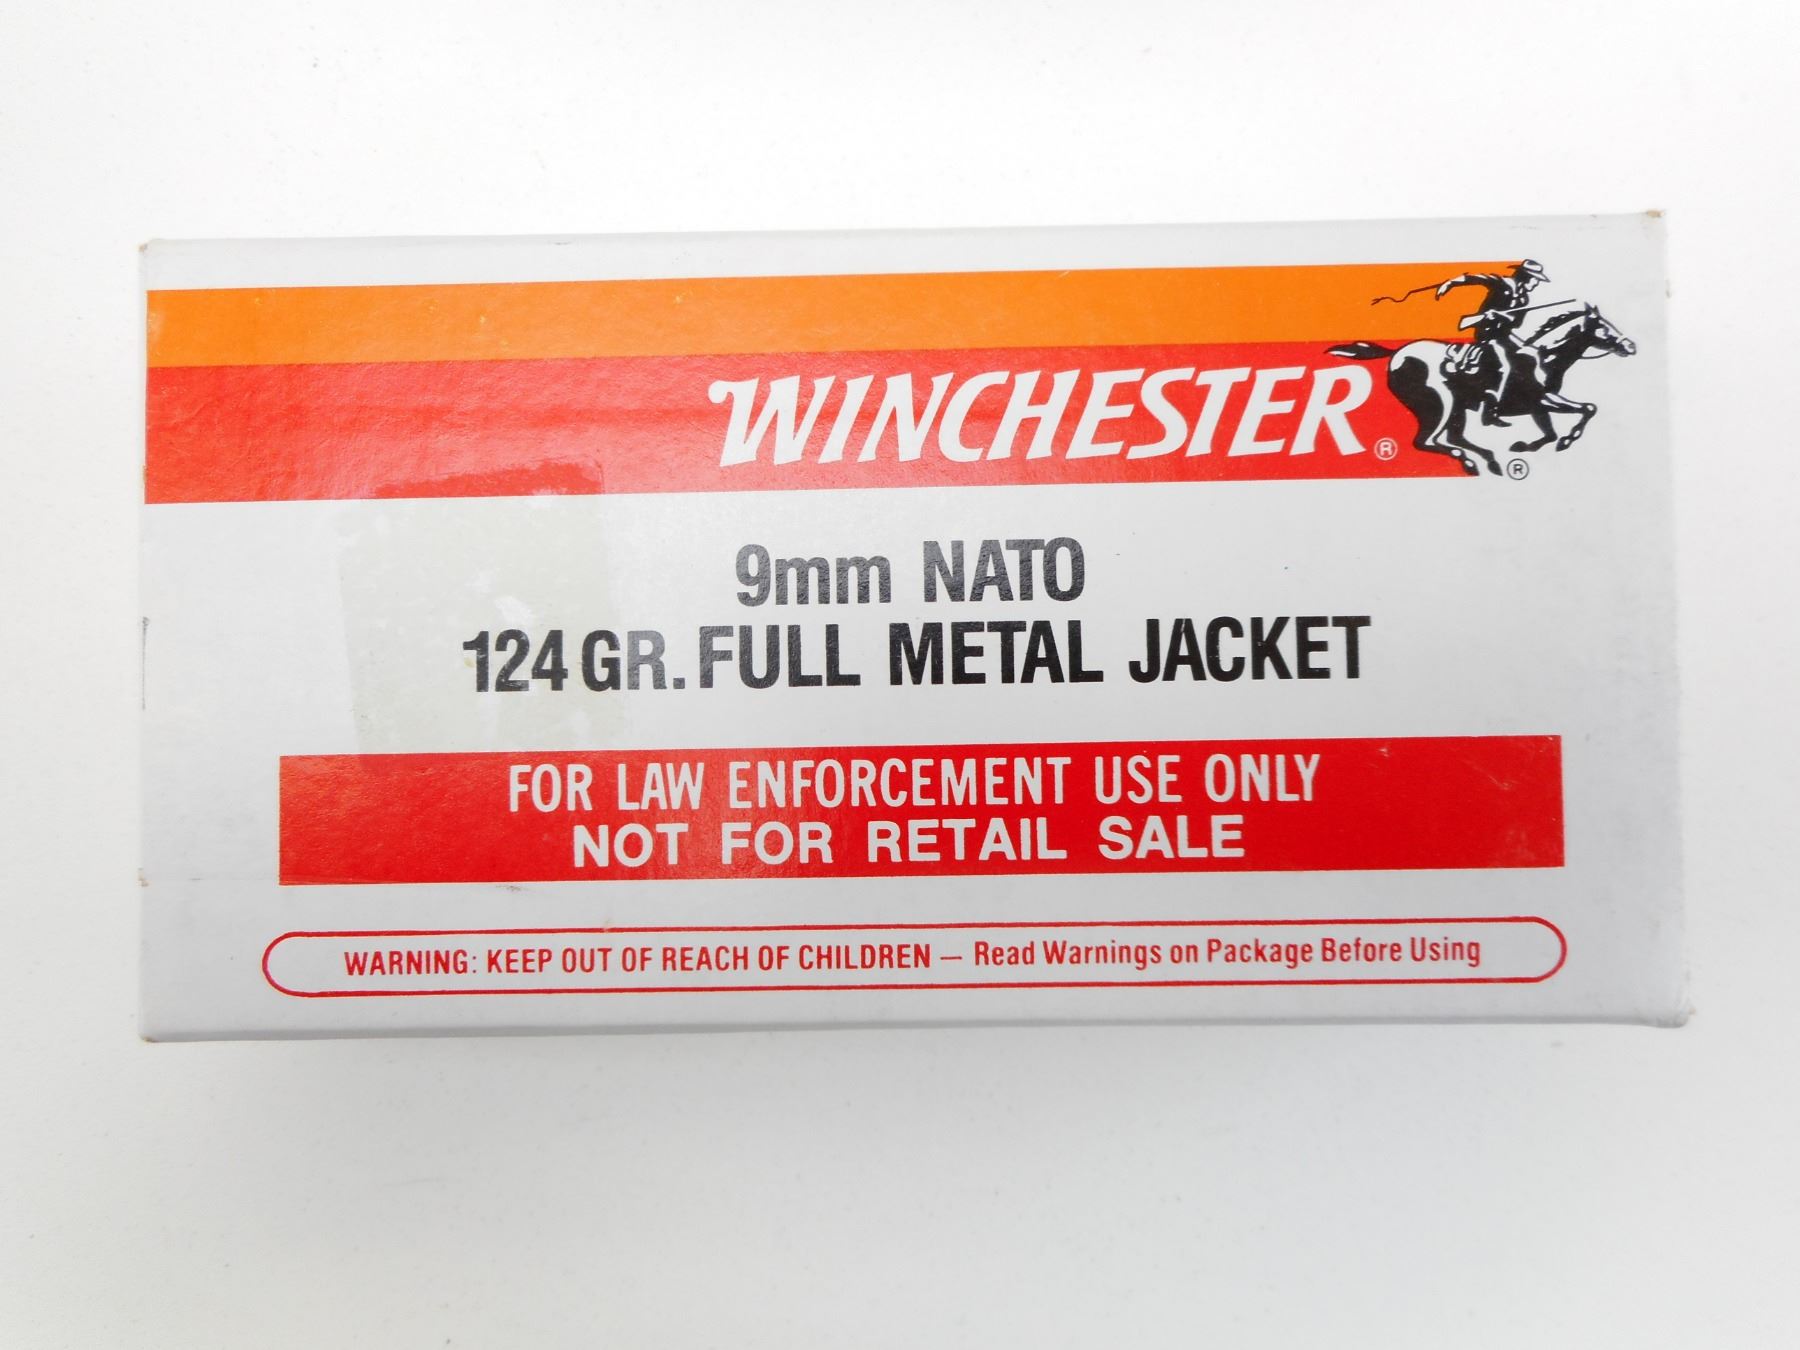 WINCHESTER®
®
9mm NATO
124 GR. FULL METAL JACKET
FOR LAW ENFORCEMENT USE ONLY
NOT FOR RETAIL SALE
WARNING: KEEP OUT OF REACH OF CHILDREN – Read Warnings on Package Before Using